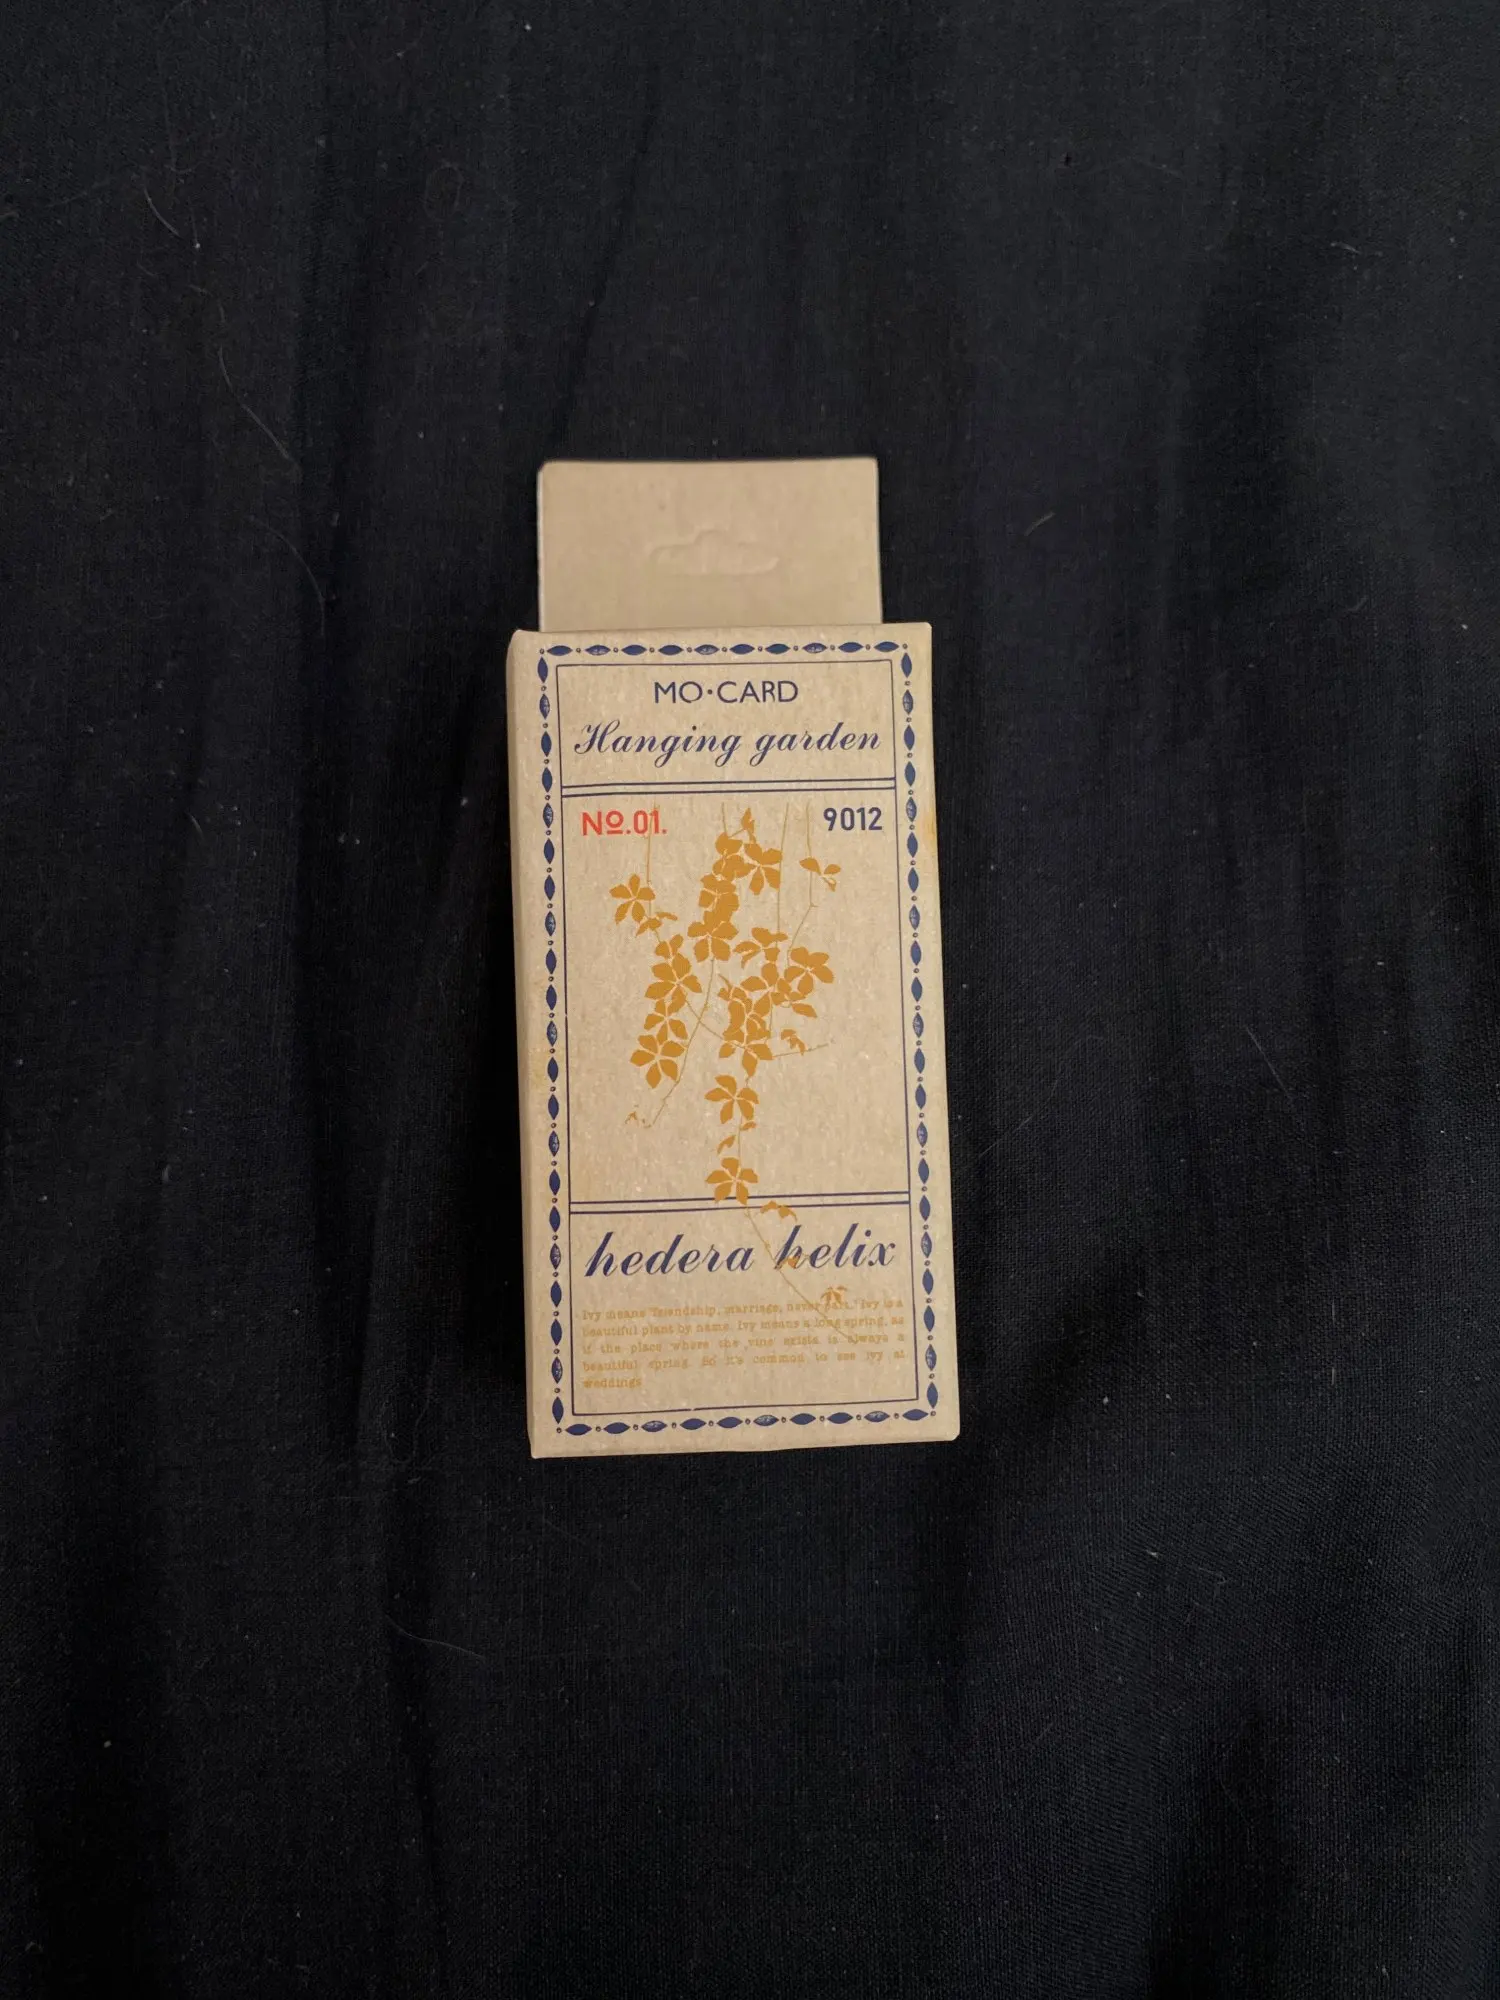 MO·CARD
Hanging garden
№.01.
9012
hedera helix
Ivy means 'friendship, marriage, never part.' Ivy is a
beautiful plant by name. Ivy means a long spring, as
if the place where the vine exists is always a
beautiful spring. So it's common to see ivy at
weddings